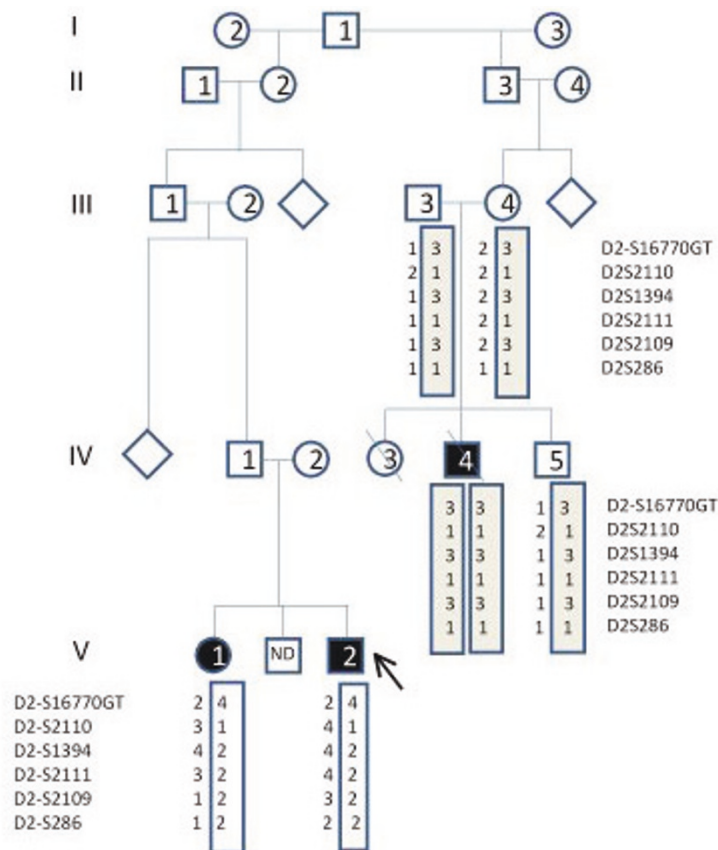 I 2 1 3
II 1 2 3 4
III 1 2 3 4
1 3 2 3 D2-S16770GT
2 1 2 1 D2S2110
1 3 2 3 D2S1394
1 1 2 1 D2S2111
1 3 2 3 D2S2109
1 1 1 1 D2S286
IV 1 2 3 4 5
3 3 1 3 D2-S16770GT
1 1 2 1 D2S2110
3 3 1 3 D2S1394
1 1 1 1 D2S2111
3 3 1 3 D2S2109
1 1 1 1 D2S286
V 1 ND 2
D2-S16770GT 2 4 2 4
D2-S2110 3 1 4 1
D2-S1394 4 2 4 2
D2-S2111 3 2 4 2
D2-S2109 1 2 3 2
D2-S286 1 2 2 2